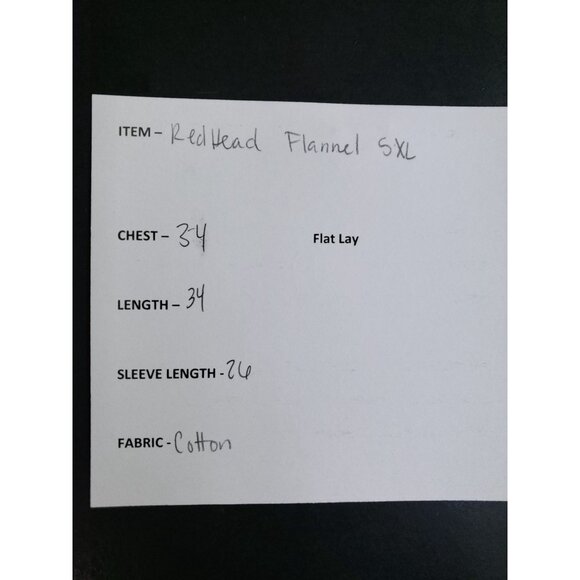 ITEM – RedHead Flannel 5XL
CHEST – 34 Flat Lay
LENGTH – 34
SLEEVE LENGTH - 26
FABRIC - Cotton